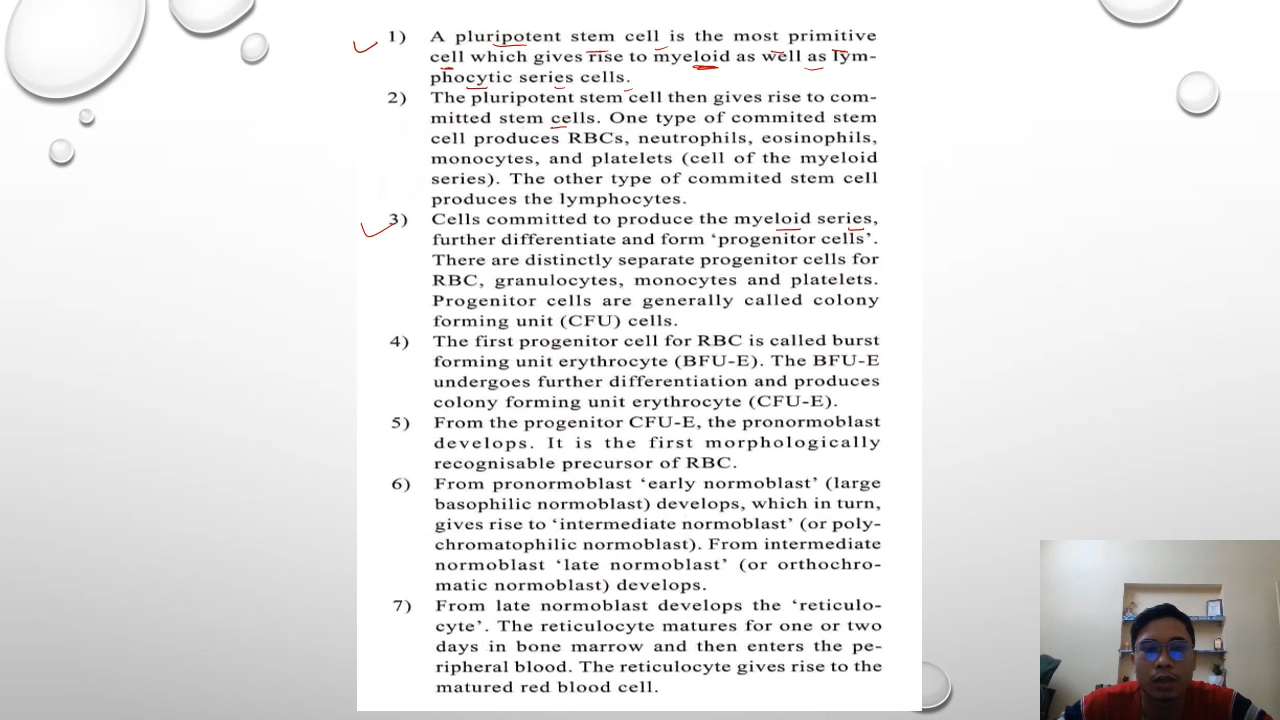 1) A pluripotent stem cell is the most primitive
cell which gives rise to myeloid as well as lym-
phocytic series cells.
2) The pluripotent stem cell then gives rise to com-
mitted stem cells. One type of commited stem
cell produces RBCs, neutrophils, eosinophils,
monocytes, and platelets (cell of the myeloid
series). The other type of commited stem cell
produces the lymphocytes.
3) Cells committed to produce the myeloid series,
further differentiate and form ‘progenitor cells’.
There are distinctly separate progenitor cells for
RBC, granulocytes, monocytes and platelets.
Progenitor cells are generally called colony
forming unit (CFU) cells.
4) The first progenitor cell for RBC is called burst
forming unit erythrocyte (BFU-E). The BFU-E
undergoes further differentiation and produces
colony forming unit erythrocyte (CFU-E).
5) From the progenitor CFU-E, the pronormoblast
develops. It is the first morphologically
recognisable precursor of RBC.
6) From pronormoblast ‘early normoblast’ (large
basophilic normoblast) develops, which in turn,
gives rise to ‘intermediate normoblast’ (or poly-
chromatophilic normoblast). From intermediate
normoblast ‘late normoblast’ (or orthochro-
matic normoblast) develops.
7) From late normoblast develops the ‘reticulo-
cyte’. The reticulocyte matures for one or two
days in bone marrow and then enters the pe-
ripheral blood. The reticulocyte gives rise to the
matured red blood cell.